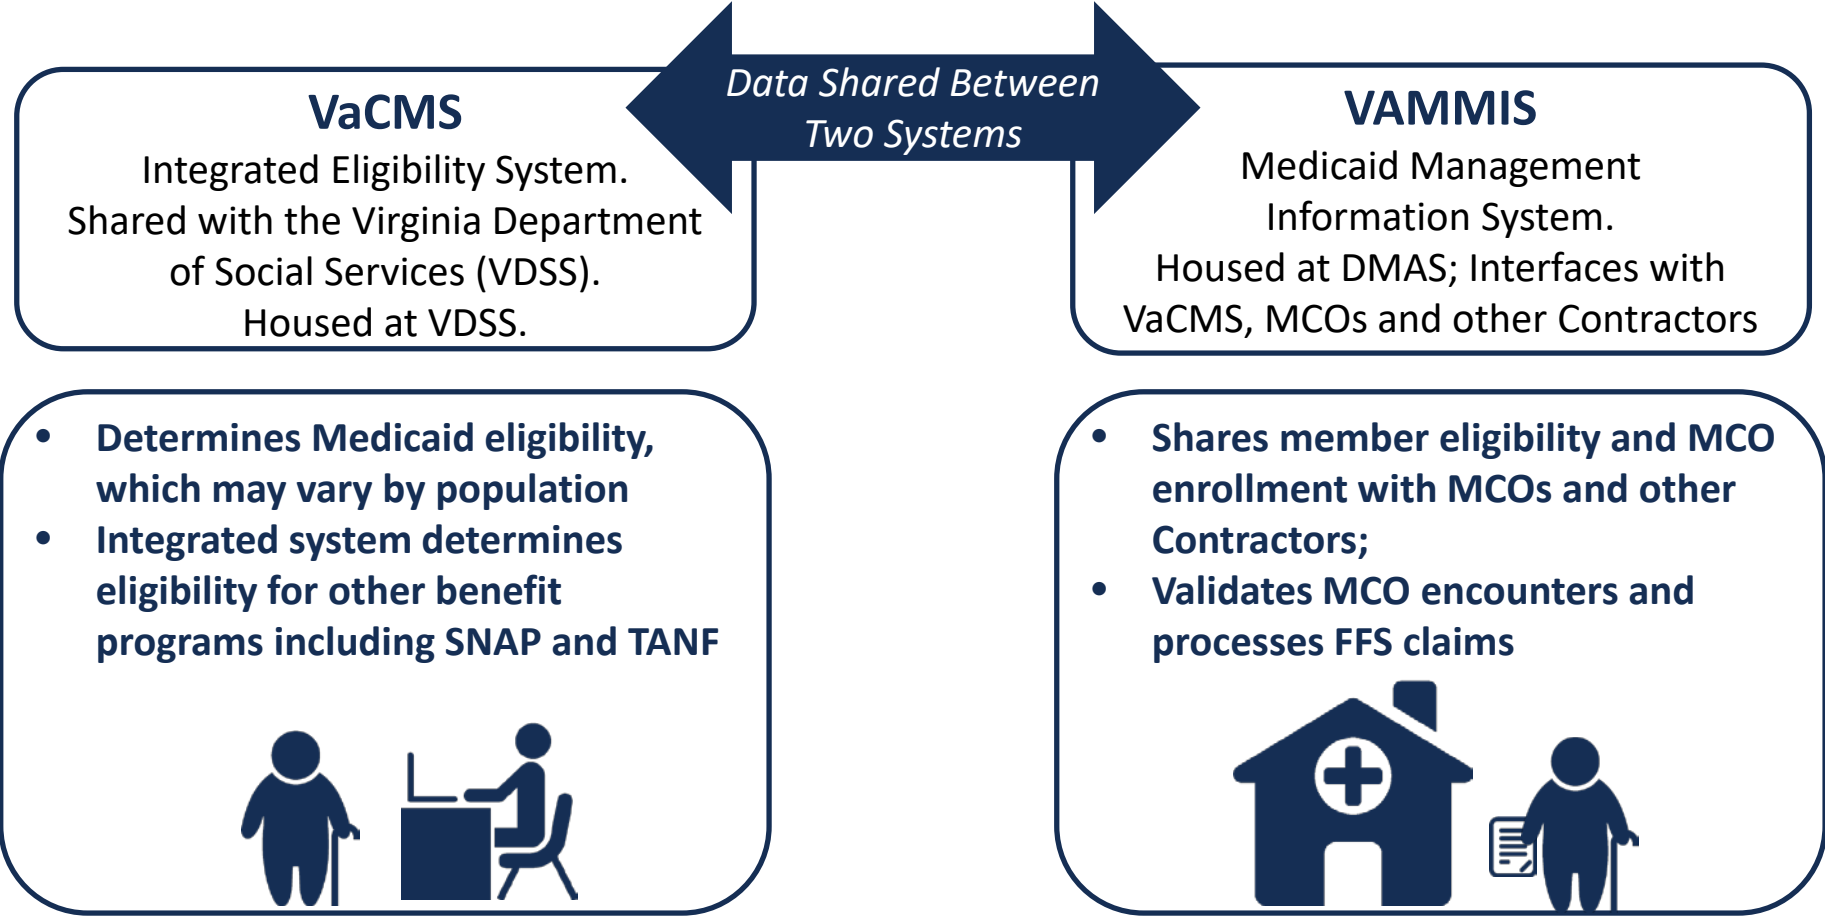 Data Shared Between
Two Systems
VaCMS
Integrated Eligibility System.
Shared with the Virginia Department
of Social Services (VDSS).
Housed at VDSS.
VAMMIS
Medicaid Management
Information System.
Housed at DMAS; Interfaces with
VaCMS, MCOs and other Contractors
• Determines Medicaid eligibility,
which may vary by population
• Integrated system determines
eligibility for other benefit
programs including SNAP and TANF
• Shares member eligibility and MCO
enrollment with MCOs and other
Contractors;
• Validates MCO encounters and
processes FFS claims